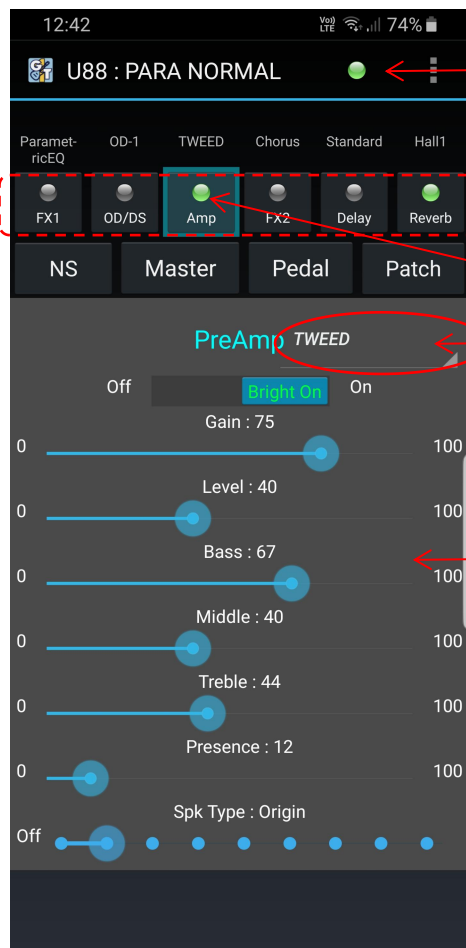 12:42 Vo)) LTE 74%
U88 : PARA NORMAL
Paramet-
ricEQ OD-1 TWEED Chorus Standard Hall1
FX1 OD/DS Amp FX2 Delay Reverb
NS Master Pedal Patch
PreAmp TWEED
Off Bright On On
Gain : 75
0 100
Level : 40
0 100
Bass : 67
0 100
Middle : 40
0 100
Treble : 44
0 100
Presence : 12
0 100
Spk Type : Origin
Off